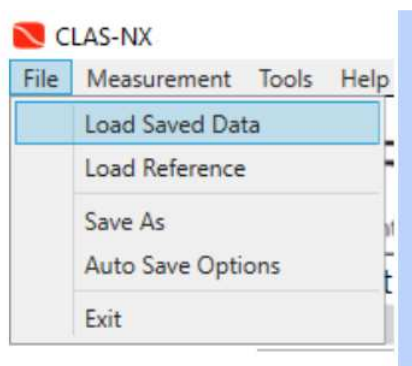 CLAS-NX
File Measurement Tools Help
Load Saved Data
Load Reference
Save As
Auto Save Options
Exit